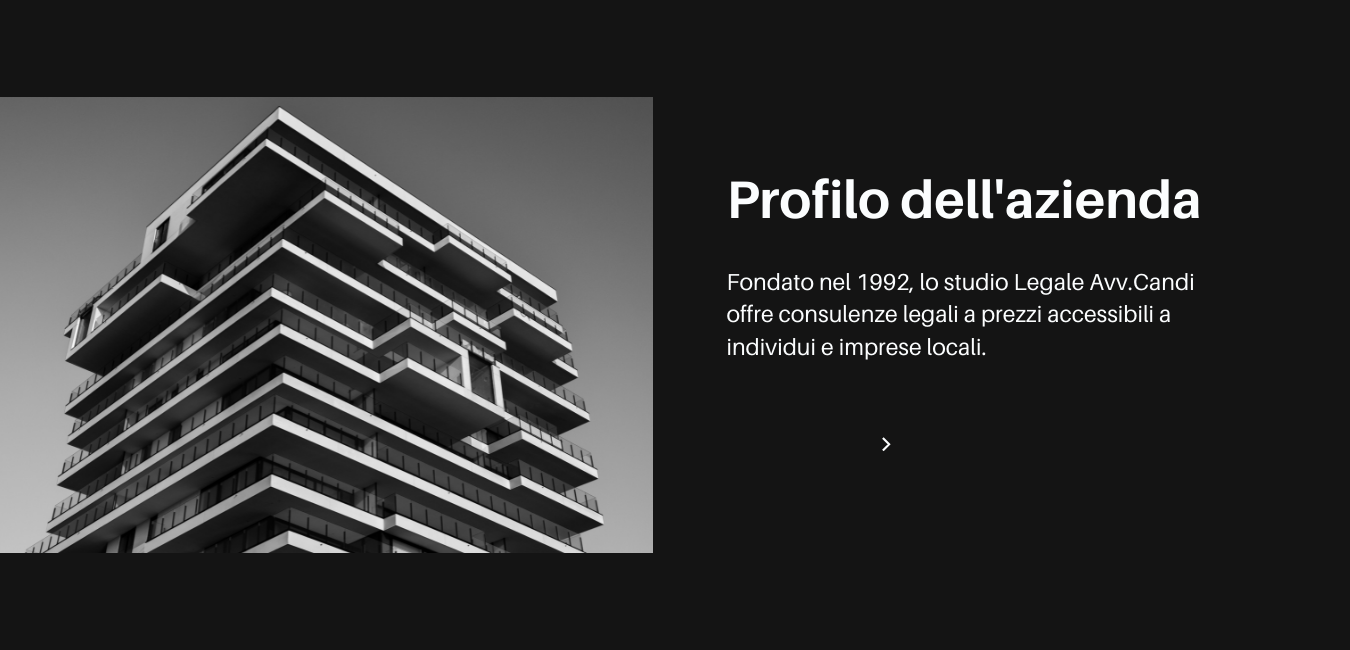 Profilo dell'azienda
Fondato nel 1992, lo studio Legale Avv.Candi
offre consulenze legali a prezzi accessibili a
individui e imprese locali.